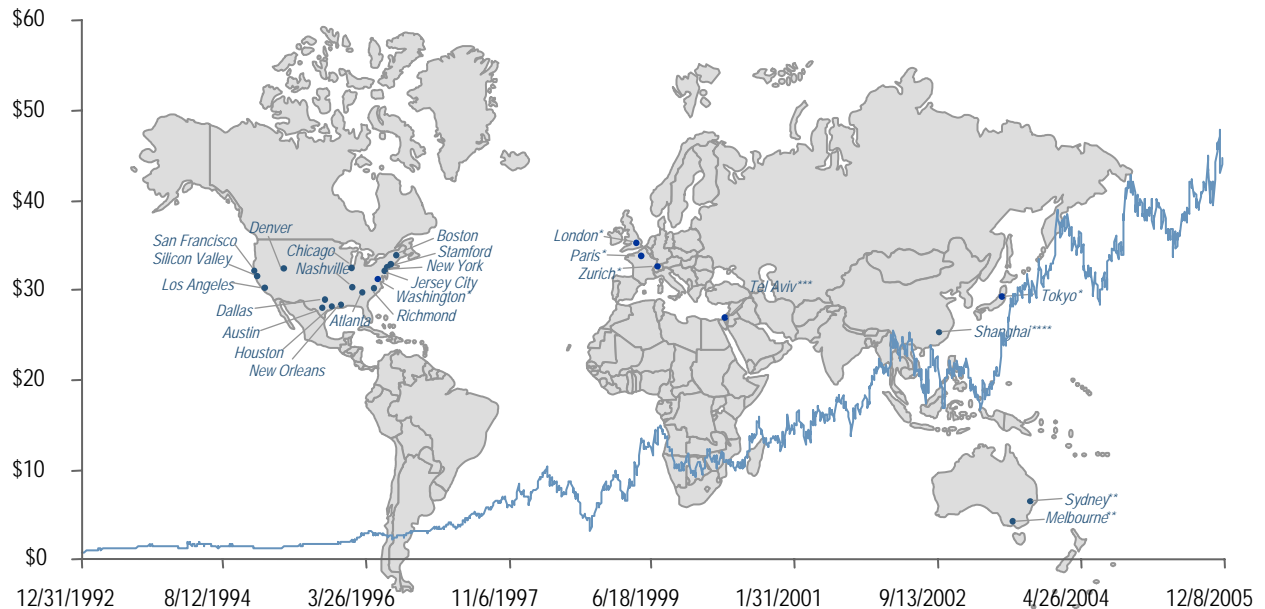 $60
$50
$40
$30
$20
$10
$0
Denver
San Francisco
Silicon Valley
Los Angeles
Dallas
Austin
Houston
New Orleans
Chicago
Nashville
Atlanta
Boston
Stamford
New York
Jersey City
Washington*
Richmond
London*
Paris*
Zurich*
Tel Aviv***
Tokyo*
Shanghai****
Sydney**
Melbourne**
12/31/1992 8/12/1994 3/26/1996 11/6/1997 6/18/1999 1/31/2001 9/13/2002 4/26/2004 12/8/2005